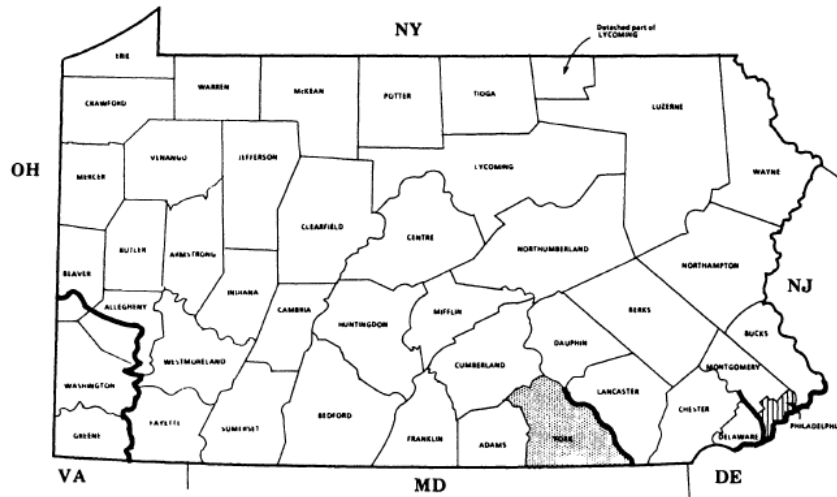 NY
Detached part of
LYCOMING
ERIE
WARREN
McKEAN
POTTER
TIOGA
LUZERNE
CRAWFORD
OH
VENANGO
JEFFERSON
LYCOMING
WAYNE
MERCER
CLEARFIELD
CENTRE
BUTLER
ARMSTRONG
NORTHUMBERLAND
NORTHAMPTON
BEAVER
INDIANA
NJ
ALLEGHENY
CAMBRIA
HUNTINGDON
MIFFLIN
BERKS
BUCKS
DAUPHIN
WESTMORELAND
CUMBERLAND
MONTGOMERY
WASHINGTON
LANCASTER
CHESTER
BEDFORD
FAYETTE
SOMERSET
FRANKLIN
ADAMS
YORK
DELAWARE
PHILADELPHI
GREENE
VA
MD
DE